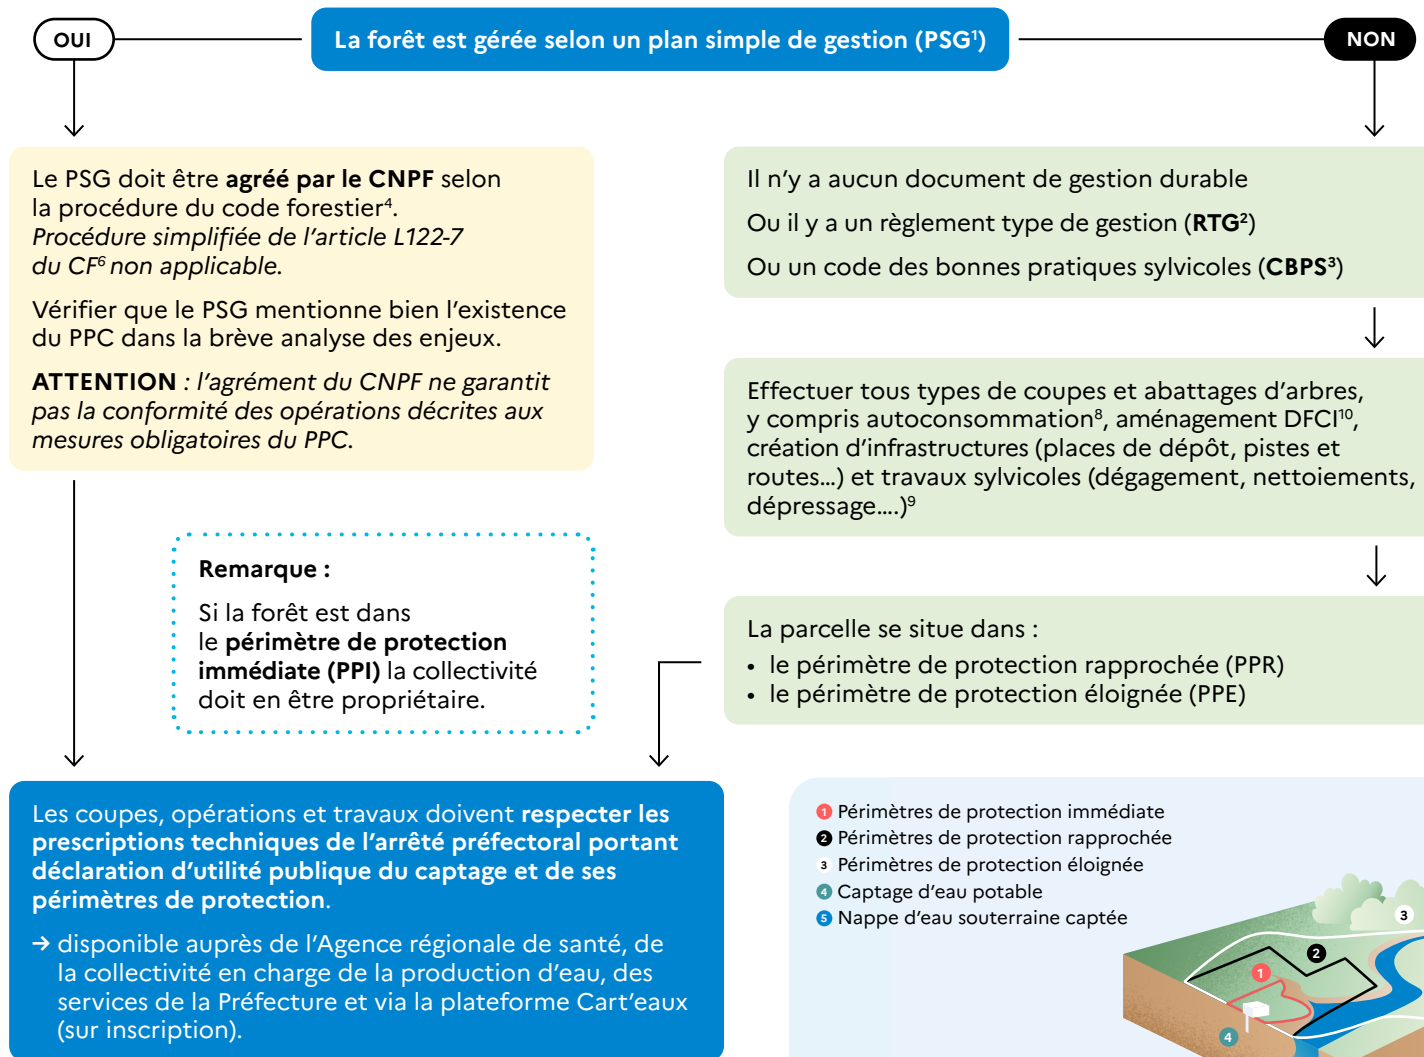 OUI
La forêt est gérée selon un plan simple de gestion (PSG¹)
NON
Le PSG doit être agréé par le CNPF selon
la procédure du code forestier⁴.
Procédure simplifiée de l'article L122-7
du CF⁶ non applicable.
Vérifier que le PSG mentionne bien l'existence
du PPC dans la brève analyse des enjeux.
ATTENTION : l'agrément du CNPF ne garantit
pas la conformité des opérations décrites aux
mesures obligatoires du PPC.
Il n'y a aucun document de gestion durable
Ou il y a un règlement type de gestion (RTG²)
Ou un code des bonnes pratiques sylvicoles (CBPS³)
Effectuer tous types de coupes et abattages d'arbres,
y compris autoconsommation⁸, aménagement DFCI¹⁰,
création d'infrastructures (places de dépôt, pistes et
routes…) et travaux sylvicoles (dégagement, nettoiements,
dépressage….)⁹
Remarque :
Si la forêt est dans
le périmètre de protection
immédiate (PPI) la collectivité
doit en être propriétaire.
La parcelle se situe dans :
• le périmètre de protection rapprochée (PPR)
• le périmètre de protection éloignée (PPE)
Les coupes, opérations et travaux doivent respecter les
prescriptions techniques de l'arrêté préfectoral portant
déclaration d'utilité publique du captage et de ses
périmètres de protection.
→ disponible auprès de l'Agence régionale de santé, de
la collectivité en charge de la production d'eau, des
services de la Préfecture et via la plateforme Cart'eaux
(sur inscription).
1 Périmètres de protection immédiate
2 Périmètres de protection rapprochée
3 Périmètres de protection éloignée
4 Captage d'eau potable
5 Nappe d'eau souterraine captée
3
2
1
4